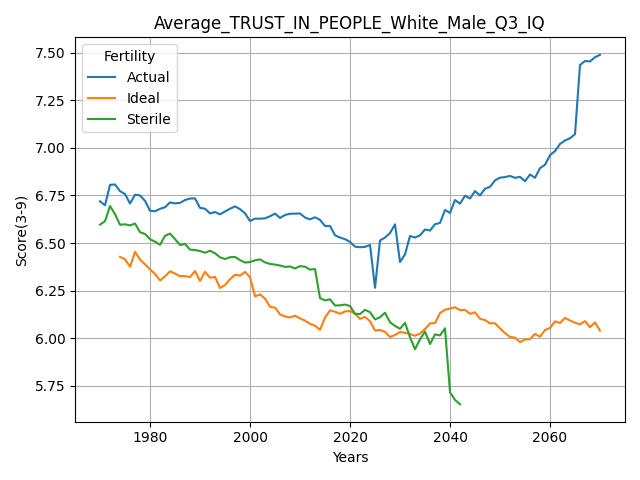 Average_TRUST_IN_PEOPLE_White_Male_Q3_IQ
Fertility
Actual
Ideal
Sterile
Score(3-9)
7.50
7.25
7.00
6.75
6.50
6.25
6.00
5.75
1980 2000 2020 2040 2060
Years